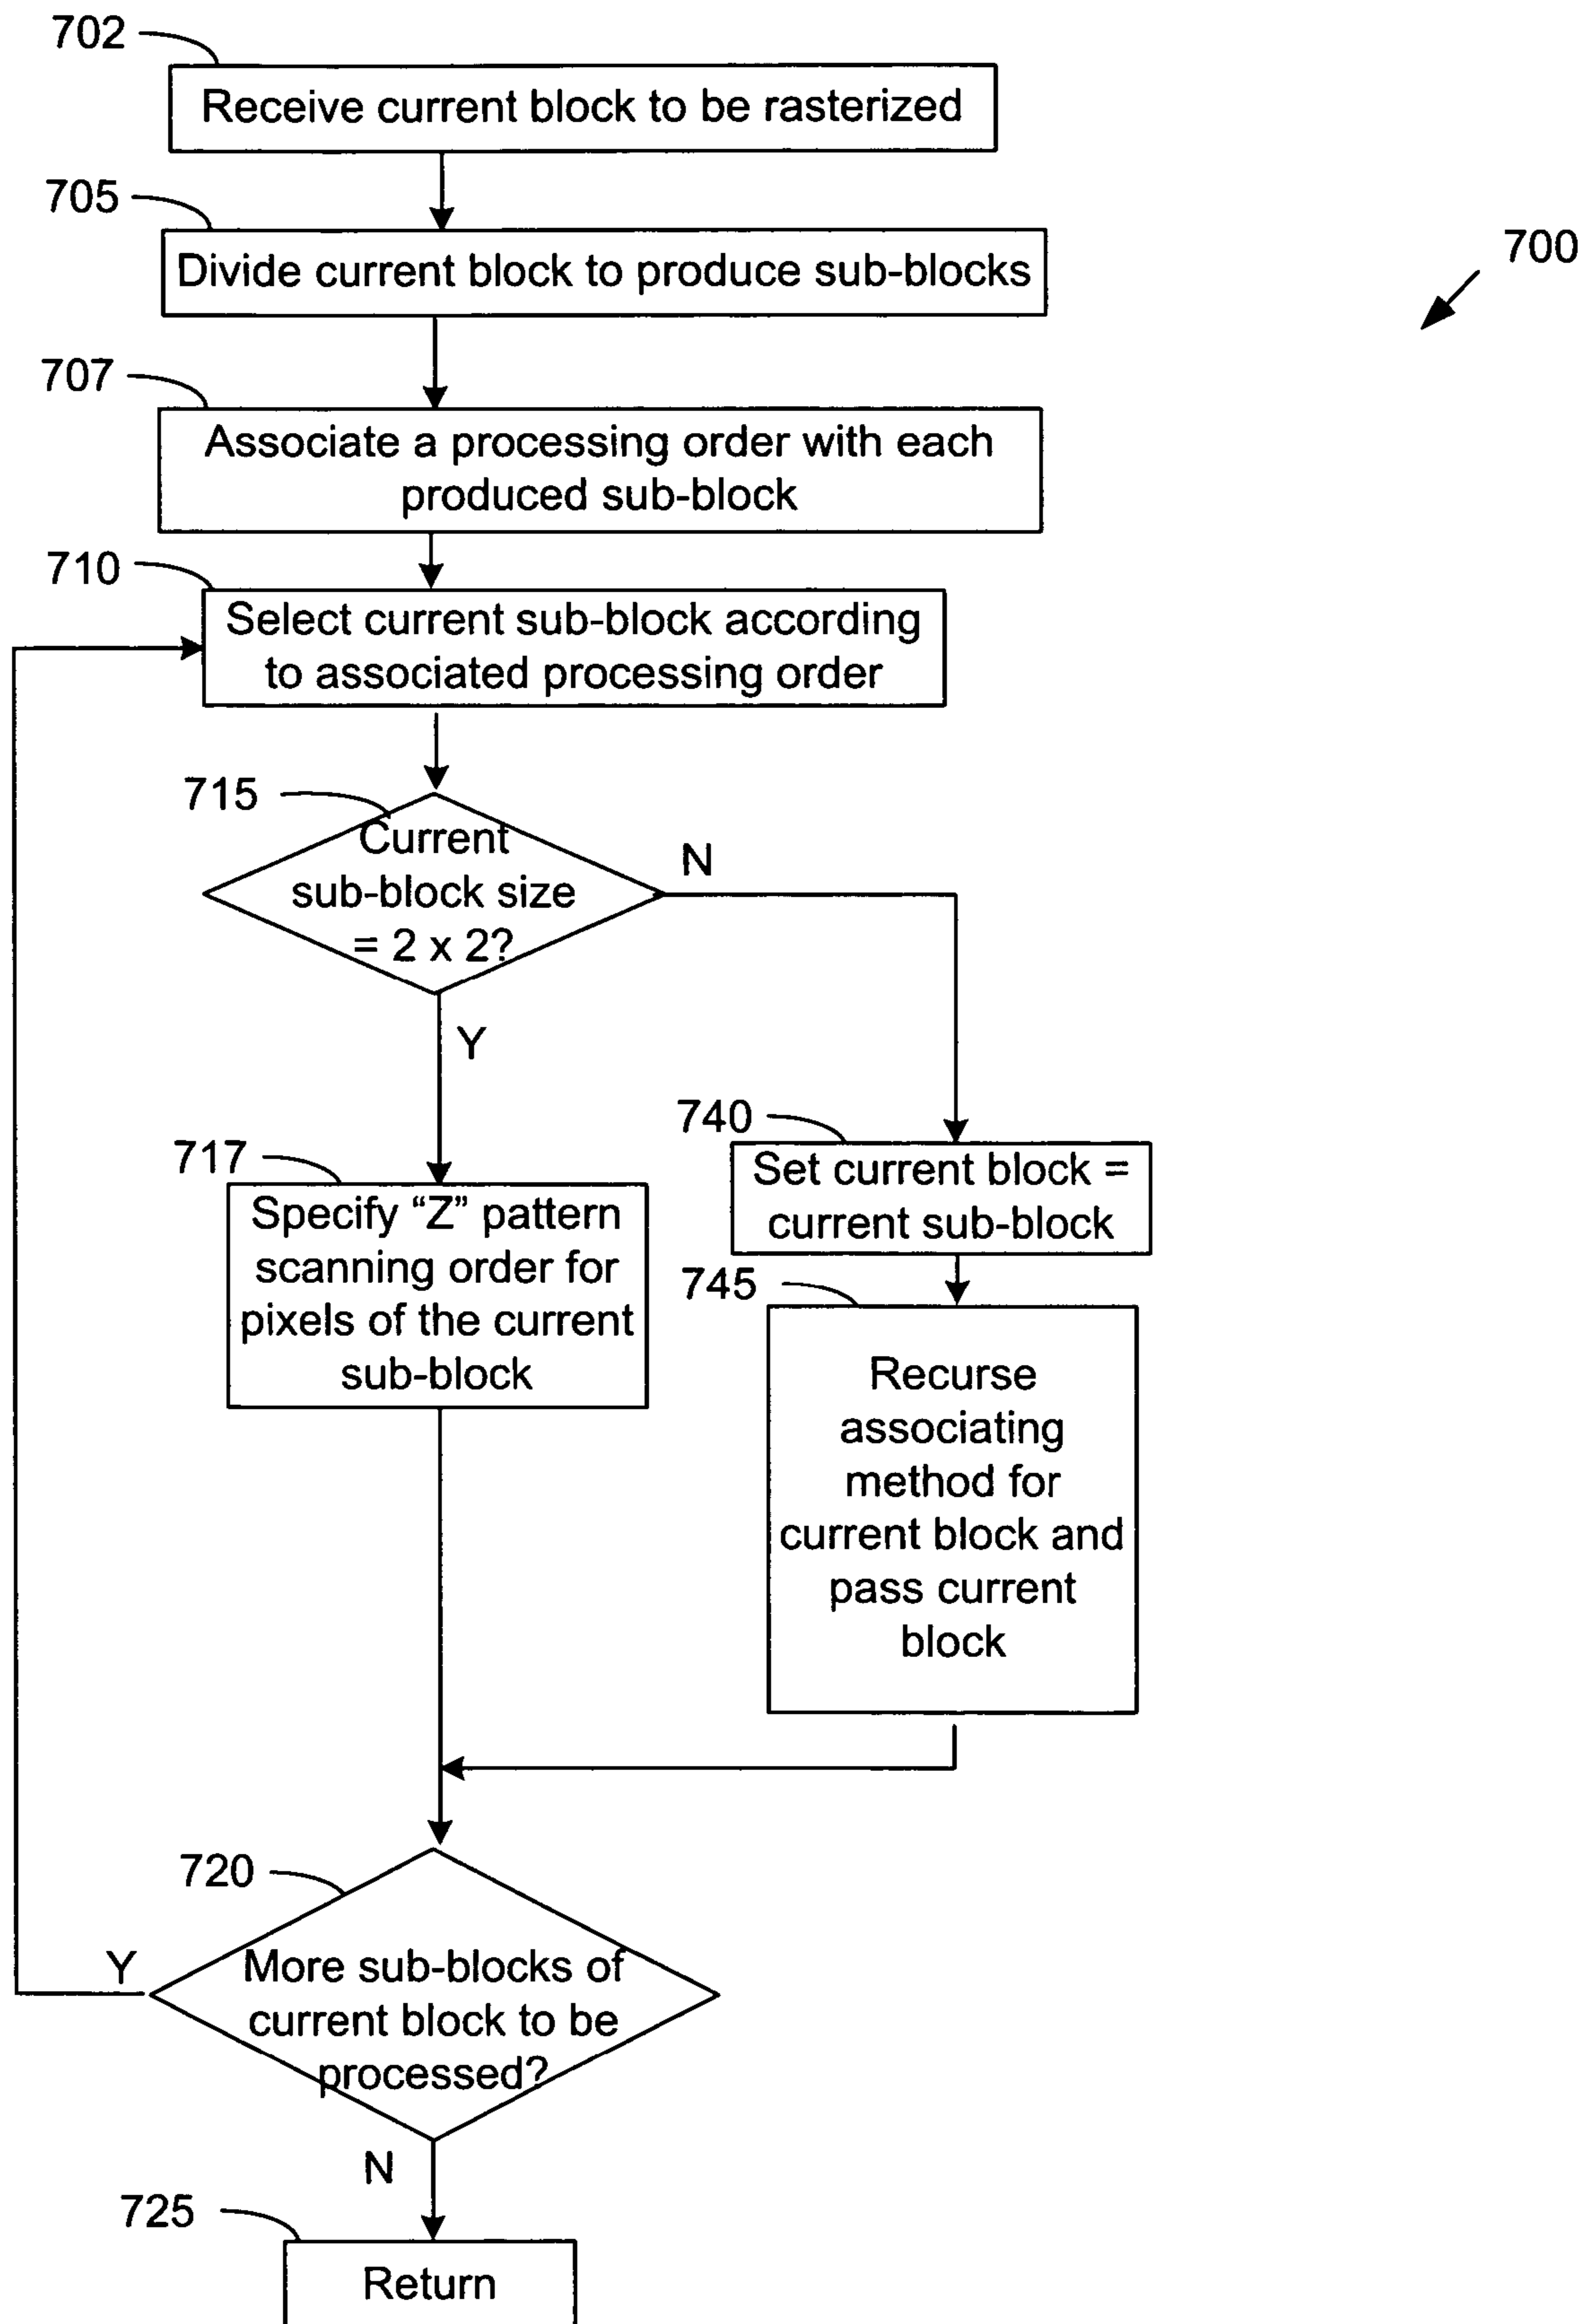 702
Receive current block to be rasterized
705
Divide current block to produce sub-blocks
700
707
Associate a processing order with each
produced sub-block
710
Select current sub-block according
to associated processing order
715
Current
sub-block size
= 2 x 2?
N
Y
740
Set current block =
current sub-block
717
Specify “Z” pattern
scanning order for
pixels of the current
sub-block
745
Recurse
associating
method for
current block and
pass current
block
720
More sub-blocks of
current block to be
processed?
Y
N
725
Return